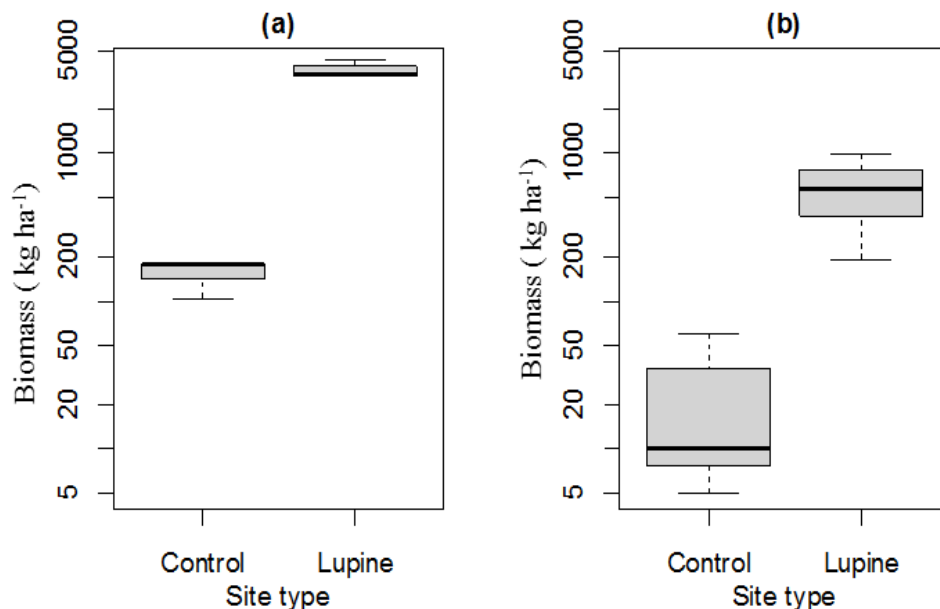 (a)
Biomass ( kg ha⁻¹)
5000
1000
200
50
20
5
Control Lupine
Site type
(b)
Biomass ( kg ha⁻¹)
5000
1000
200
50
20
5
Control Lupine
Site type